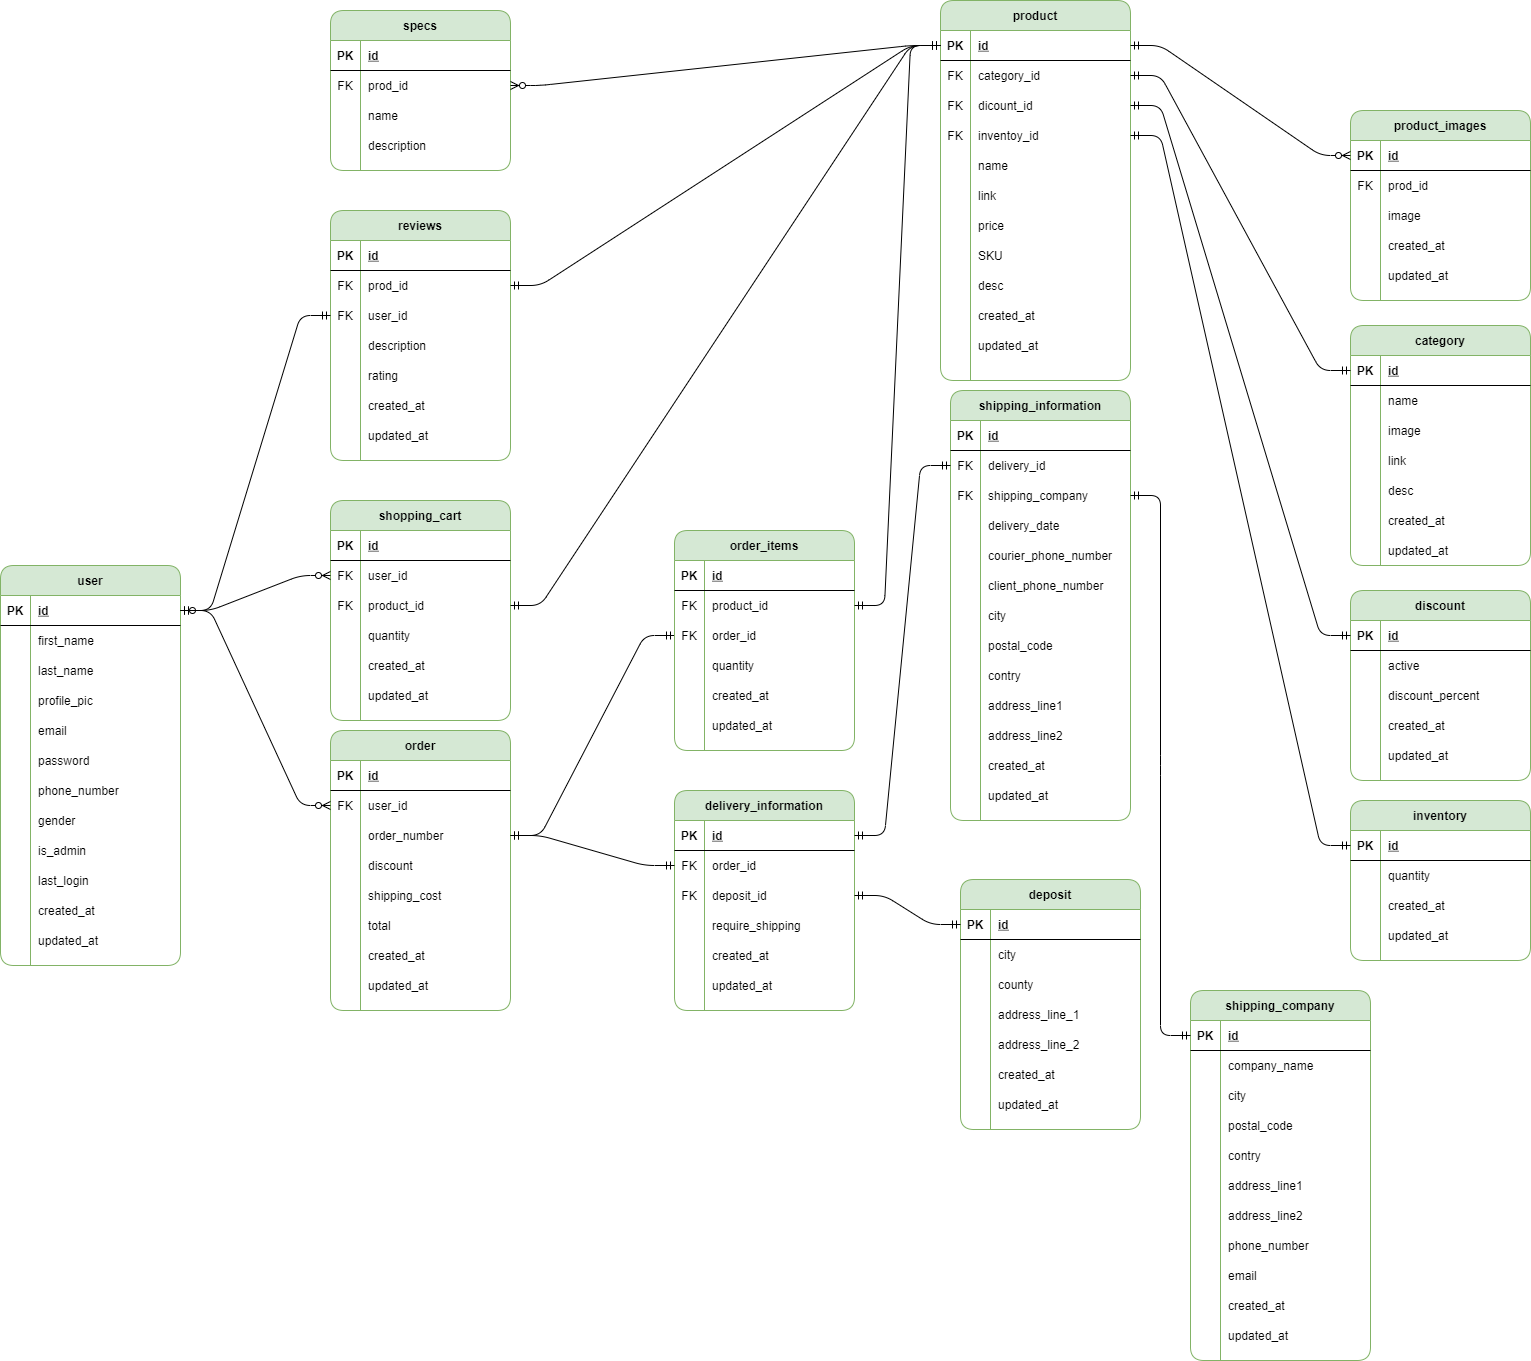 specs
PK id
FK prod_id
name
description
reviews
PK id
FK prod_id
FK user_id
description
rating
created_at
updated_at
shopping_cart
PK id
FK user_id
FK product_id
quantity
created_at
updated_at
user
PK id
first_name
last_name
profile_pic
email
password
phone_number
gender
is_admin
last_login
created_at
updated_at
order
PK id
FK user_id
order_number
discount
shipping_cost
total
created_at
updated_at
order_items
PK id
FK product_id
FK order_id
quantity
created_at
updated_at
delivery_information
PK id
FK order_id
FK deposit_id
require_shipping
created_at
updated_at
product
PK id
FK category_id
FK dicount_id
FK inventoy_id
name
link
price
SKU
desc
created_at
updated_at
shipping_information
PK id
FK delivery_id
FK shipping_company
delivery_date
courier_phone_number
client_phone_number
city
postal_code
contry
address_line1
address_line2
created_at
updated_at
deposit
PK id
city
county
address_line_1
address_line_2
created_at
updated_at
product_images
PK id
FK prod_id
image
created_at
updated_at
category
PK id
name
image
link
desc
created_at
updated_at
discount
PK id
active
discount_percent
created_at
updated_at
inventory
PK id
quantity
created_at
updated_at
shipping_company
PK id
company_name
city
postal_code
contry
address_line1
address_line2
phone_number
email
created_at
updated_at